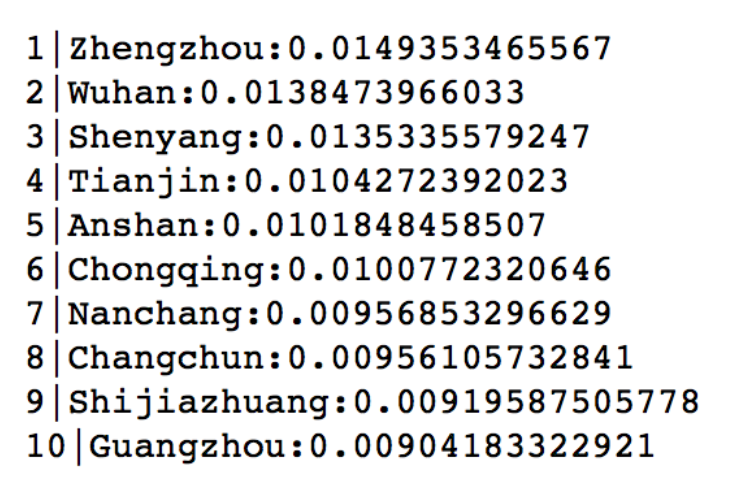 1|Zhengzhou:0.0149353465567
2|Wuhan:0.0138473966033
3|Shenyang:0.0135335579247
4|Tianjin:0.0104272392023
5|Anshan:0.0101848458507
6|Chongqing:0.0100772320646
7|Nanchang:0.00956853296629
8|Changchun:0.00956105732841
9|Shijiazhuang:0.00919587505778
10|Guangzhou:0.00904183322921